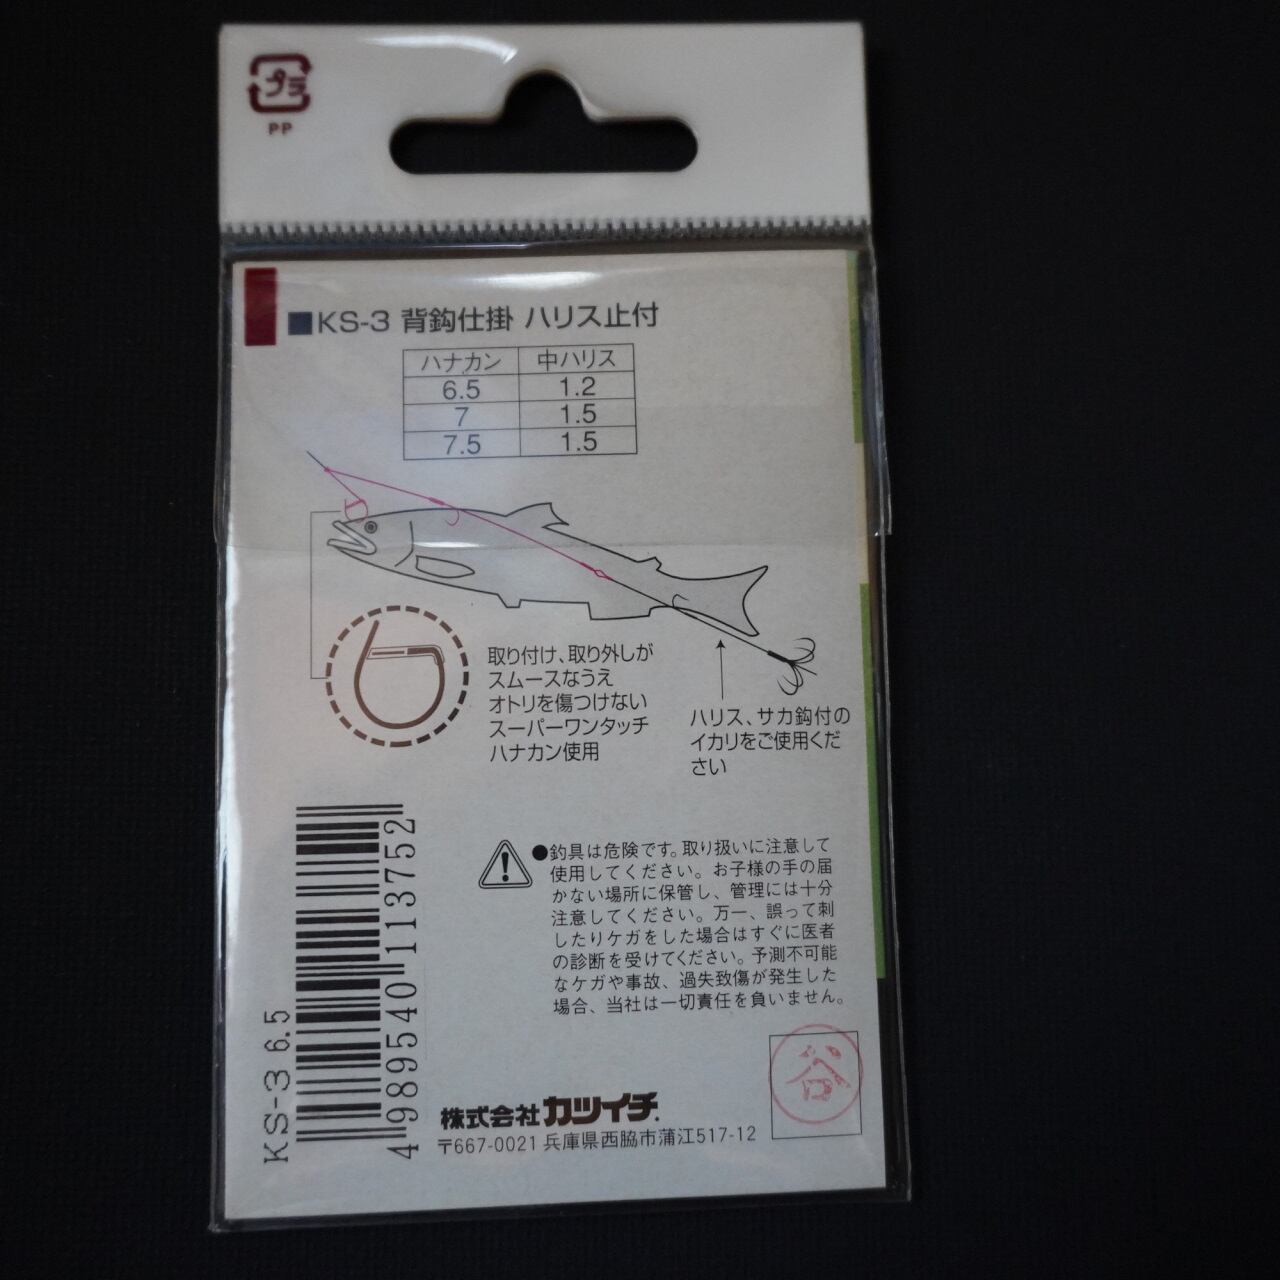 プラ
PP
■KS-3 背鈎仕掛 ハリス止付
ハナカン 中ハリス
6.5 1.2
7 1.5
7.5 1.5
取り付け、取り外しが
スムースなうえ
オトリを傷つけない
スーパーワンタッチ
ハナカン使用
ハリス、サカ鈎付の
イカリをご使用くだ
さい
●釣具は危険です。取り扱いに注意して
使用してください。お子様の手の届
かない場所に保管し、管理には十分
注意してください。万一、誤って刺
したりケガをした場合はすぐに医者
の診断を受けてください。予測不可能
なケガや事故、過失致傷が発生した
場合、当社は一切責任を負いません。
KS-3 6.5
4989540113752
谷
株式会社カツイチ.
〒667-0021 兵庫県西脇市蒲江517-12